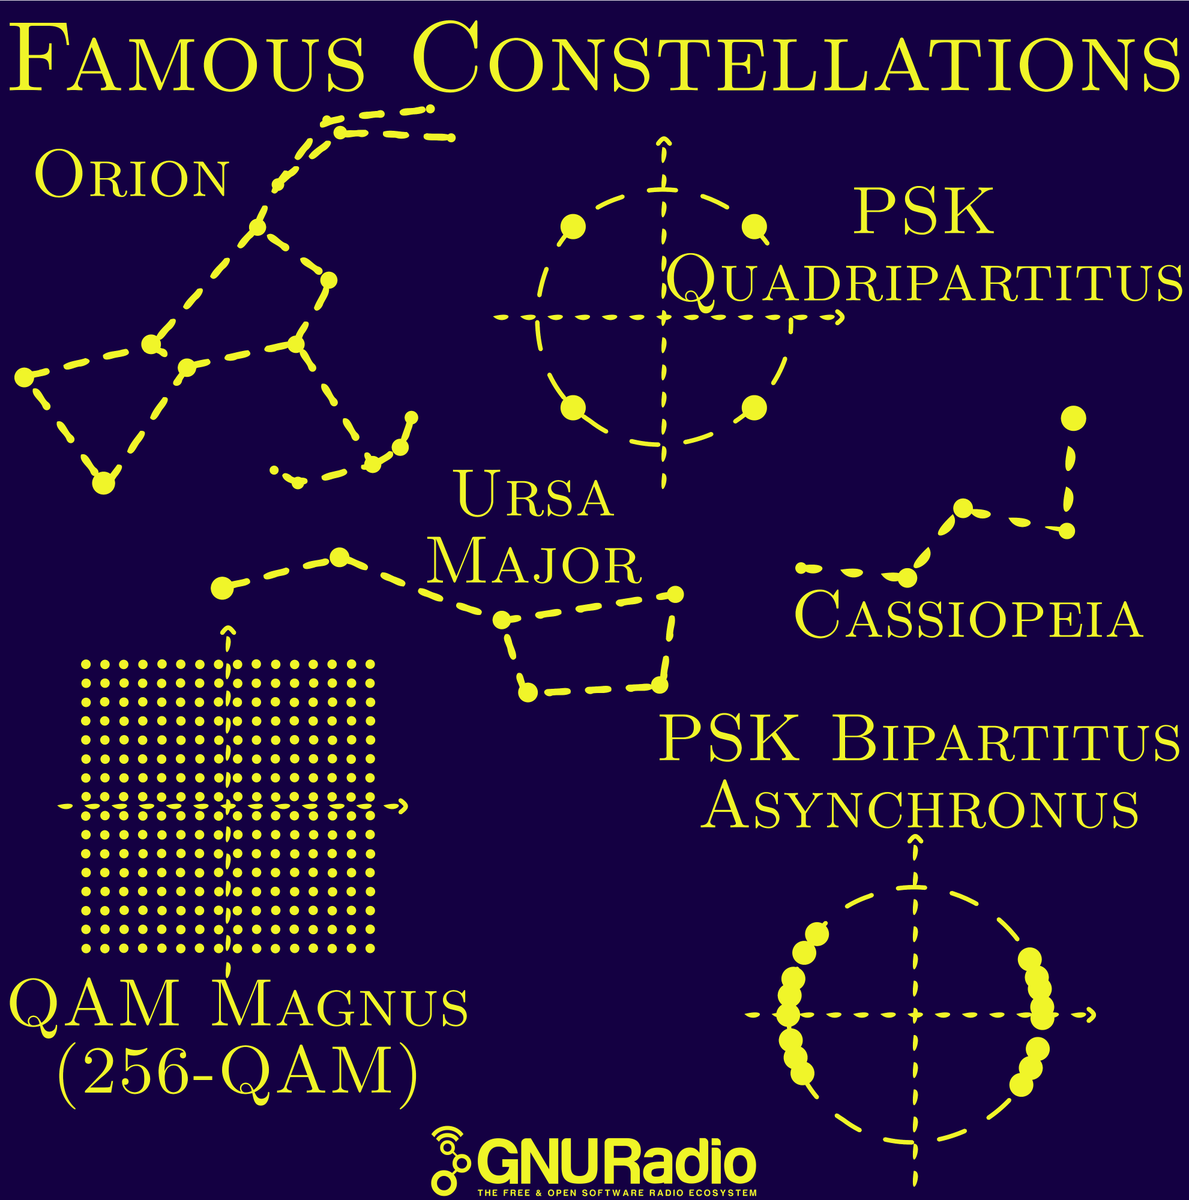 Famous Constellations
Orion
PSK
Quadripartitus
Ursa
Major
Cassiopeia
PSK Bipartitus
Asynchronus
QAM Magnus
(256-QAM)
GNURadio
THE FREE & OPEN SOFTWARE RADIO ECOSYSTEM